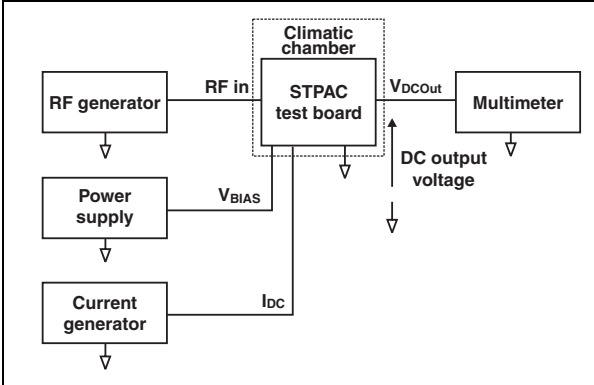 Climatic
chamber
RF generator
RF in
STPAC
test board
VDCOut
Multimeter
DC output
voltage
Power
supply
VBIAS
Current
generator
IDC